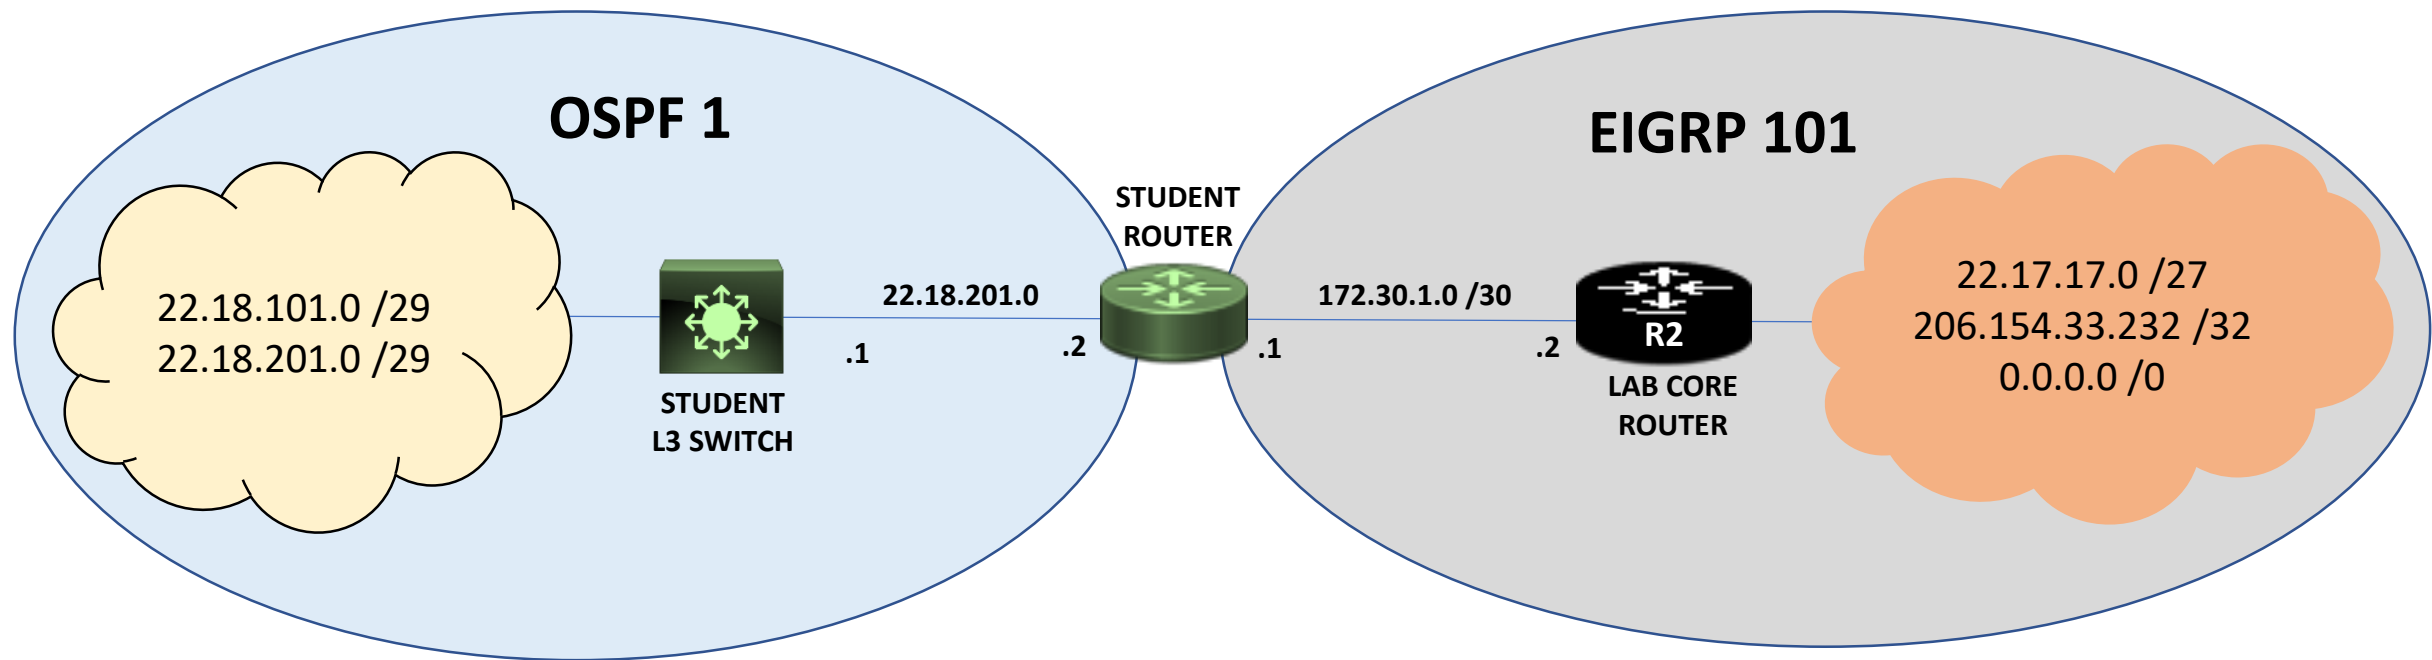 OSPF 1
22.18.101.0 /29
22.18.201.0 /29
STUDENT
L3 SWITCH
22.18.201.0
.1
.2
STUDENT
ROUTER
EIGRP 101
172.30.1.0 /30
.1
.2
R2
LAB CORE
ROUTER
22.17.17.0 /27
206.154.33.232 /32
0.0.0.0 /0